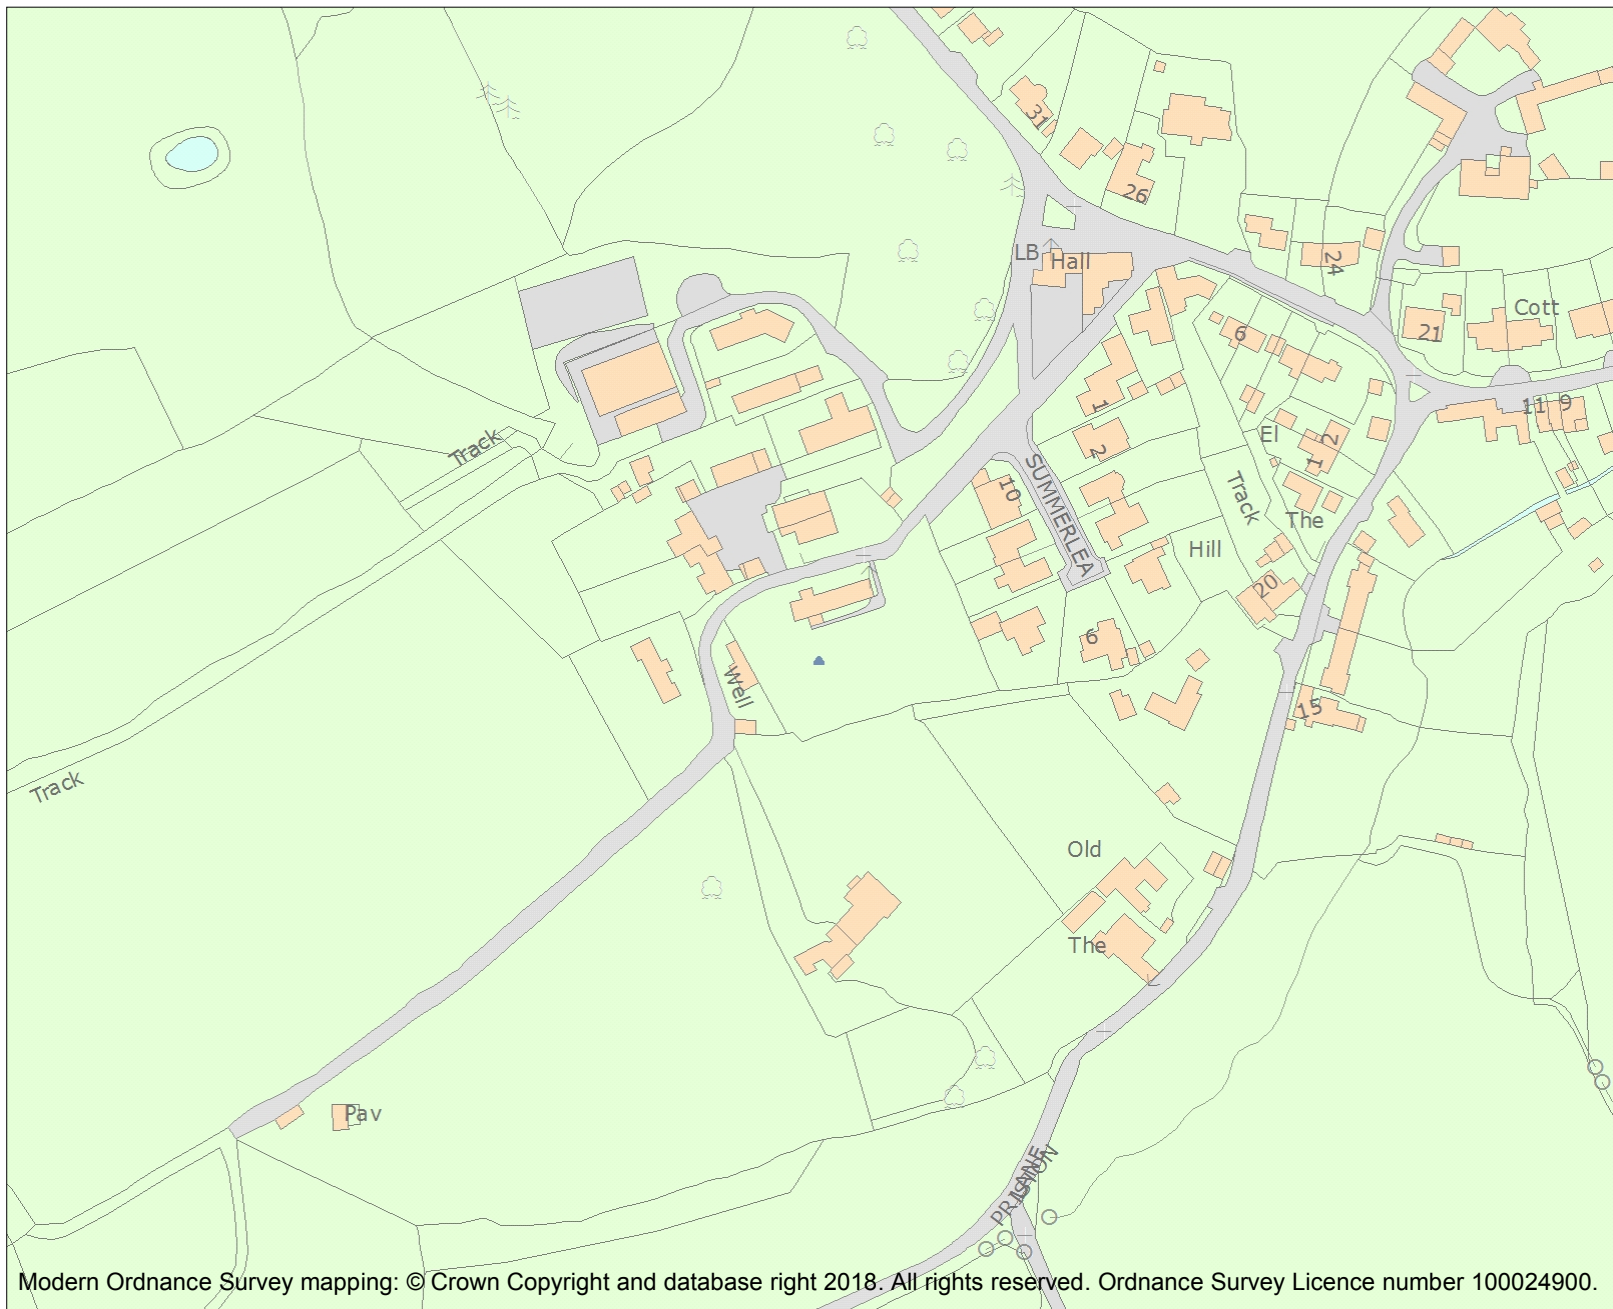 31
26
LB
Hall
24
Cott
6
21
1
11
9
El
2
1
2
Track
10
SUMMERLEA
Track
The
Hill
20
6
Well
15
Track
Old
The
Pav
PRISTON
LANE
Modern Ordnance Survey mapping: © Crown Copyright and database right 2018. All rights reserved. Ordnance Survey Licence number 100024900.